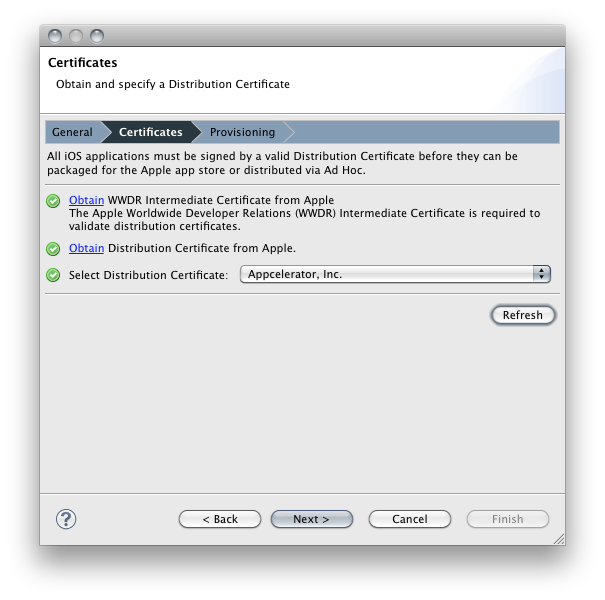 Certificates
Obtain and specify a Distribution Certificate
General Certificates Provisioning
All iOS applications must be signed by a valid Distribution Certificate before they can be
packaged for the Apple app store or distributed via Ad Hoc.
Obtain WWDR Intermediate Certificate from Apple
The Apple Worldwide Developer Relations (WWDR) Intermediate Certificate is required to
validate distribution certificates.
Obtain Distribution Certificate from Apple.
Select Distribution Certificate: Appcelerator, Inc.
Refresh
? < Back Next > Cancel Finish